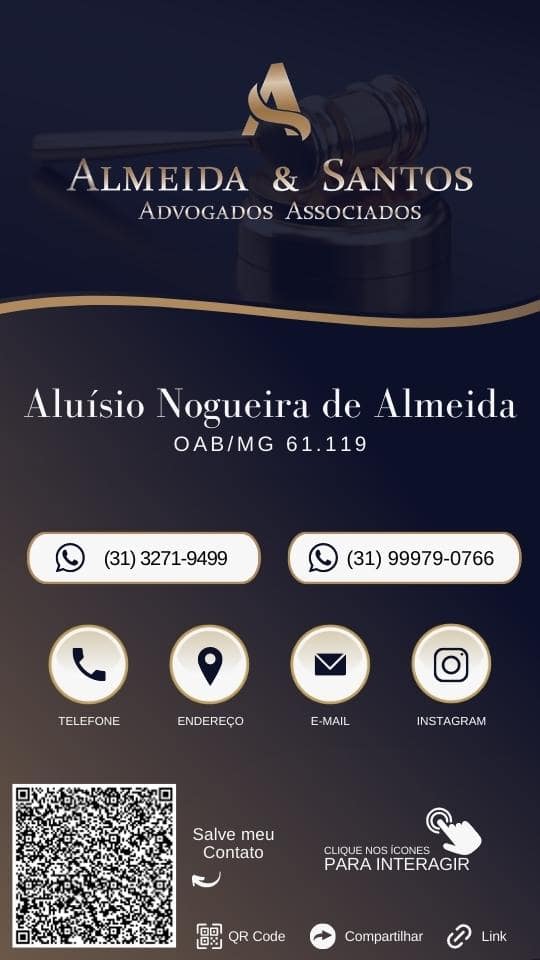 ALMEIDA & SANTOS
ADVOGADOS ASSOCIADOS
Aluísio Nogueira de Almeida
OAB/MG 61.119
(31) 3271-9499
(31) 99979-0766
TELEFONE
ENDEREÇO
E-MAIL
INSTAGRAM
Salve meu
Contato
CLIQUE NOS ÍCONES
PARA INTERAGIR
QR Code
Compartilhar
Link